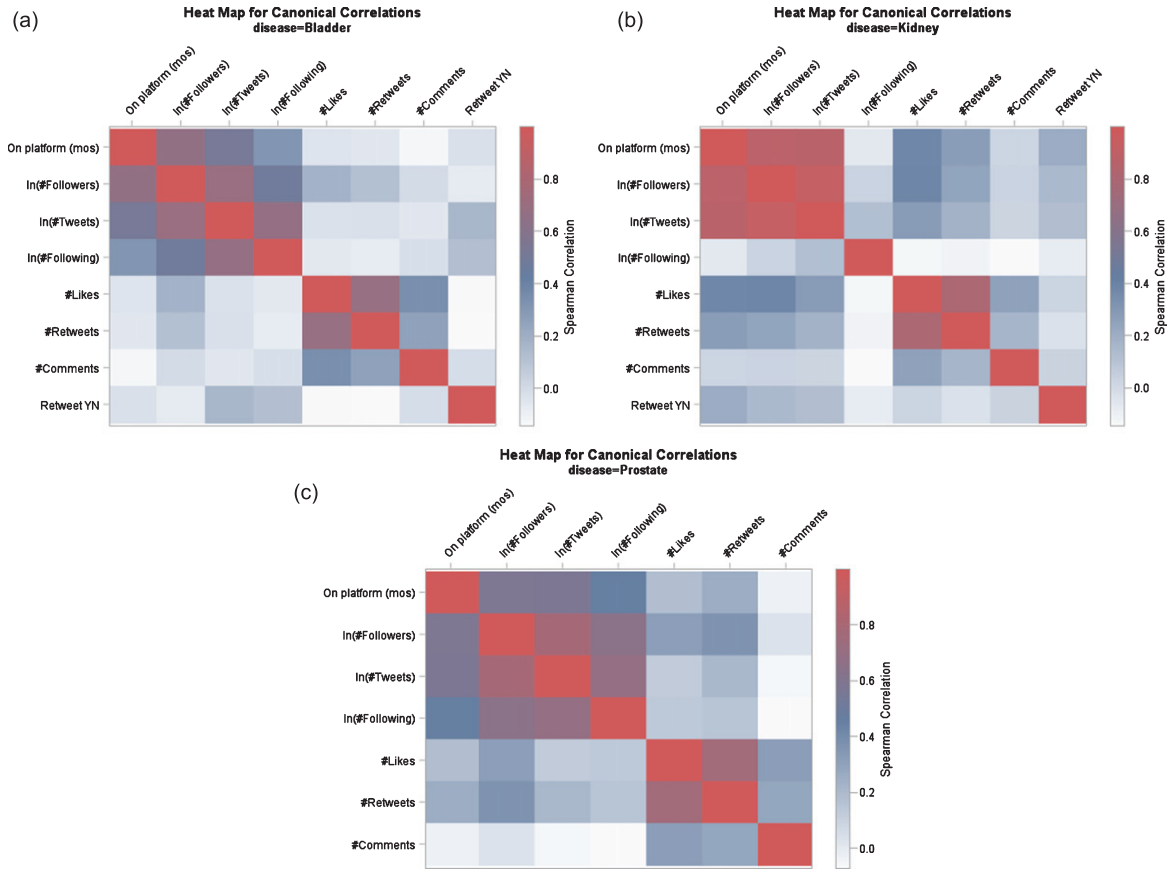 (a)
Heat Map for Canonical Correlations
disease=Bladder
On platform (mos)
ln(#Followers)
ln(#Tweets)
ln(#Following)
#Likes
#Retweets
#Comments
Retweet YN
On platform (mos)
ln(#Followers)
ln(#Tweets)
ln(#Following)
#Likes
#Retweets
#Comments
Retweet YN
0.8
0.6
0.4
0.2
0.0
Spearman Correlation
(b)
Heat Map for Canonical Correlations
disease=Kidney
On platform (mos)
ln(#Followers)
ln(#Tweets)
ln(#Following)
#Likes
#Retweets
#Comments
Retweet YN
On platform (mos)
ln(#Followers)
ln(#Tweets)
ln(#Following)
#Likes
#Retweets
#Comments
Retweet YN
0.8
0.6
0.4
0.2
0.0
Spearman Correlation
(c)
Heat Map for Canonical Correlations
disease=Prostate
On platform (mos)
ln(#Followers)
ln(#Tweets)
ln(#Following)
#Likes
#Retweets
#Comments
On platform (mos)
ln(#Followers)
ln(#Tweets)
ln(#Following)
#Likes
#Retweets
#Comments
0.8
0.6
0.4
0.2
0.0
Spearman Correlation